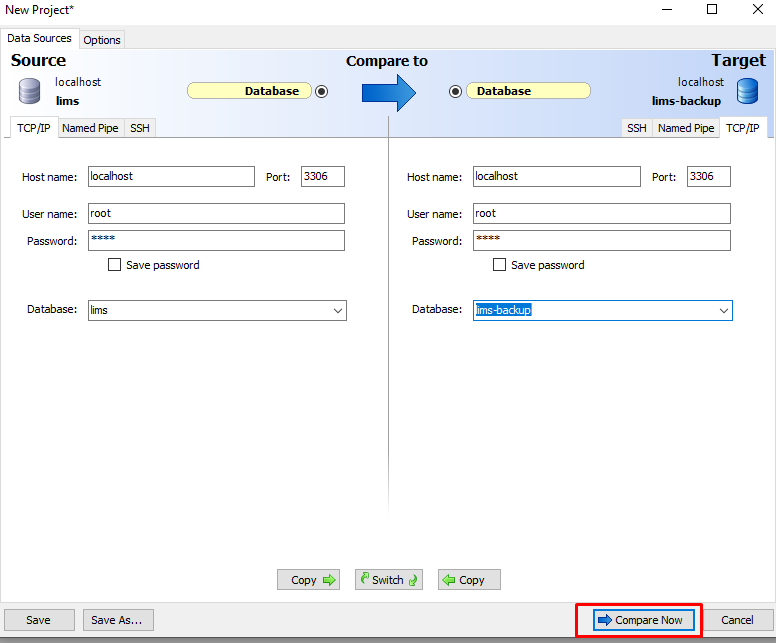 New Project*
Data Sources Options
Source Compare to Target
localhost localhost
lims Database Database lims-backup
TCP/IP Named Pipe SSH SSH Named Pipe TCP/IP
Host name: localhost Port: 3306 Host name: localhost Port: 3306
User name: root User name: root
Password: **** Password: ****
Save password Save password
Database: lims Database: lims-backup
Copy Switch Copy
Save Save As... Compare Now Cancel